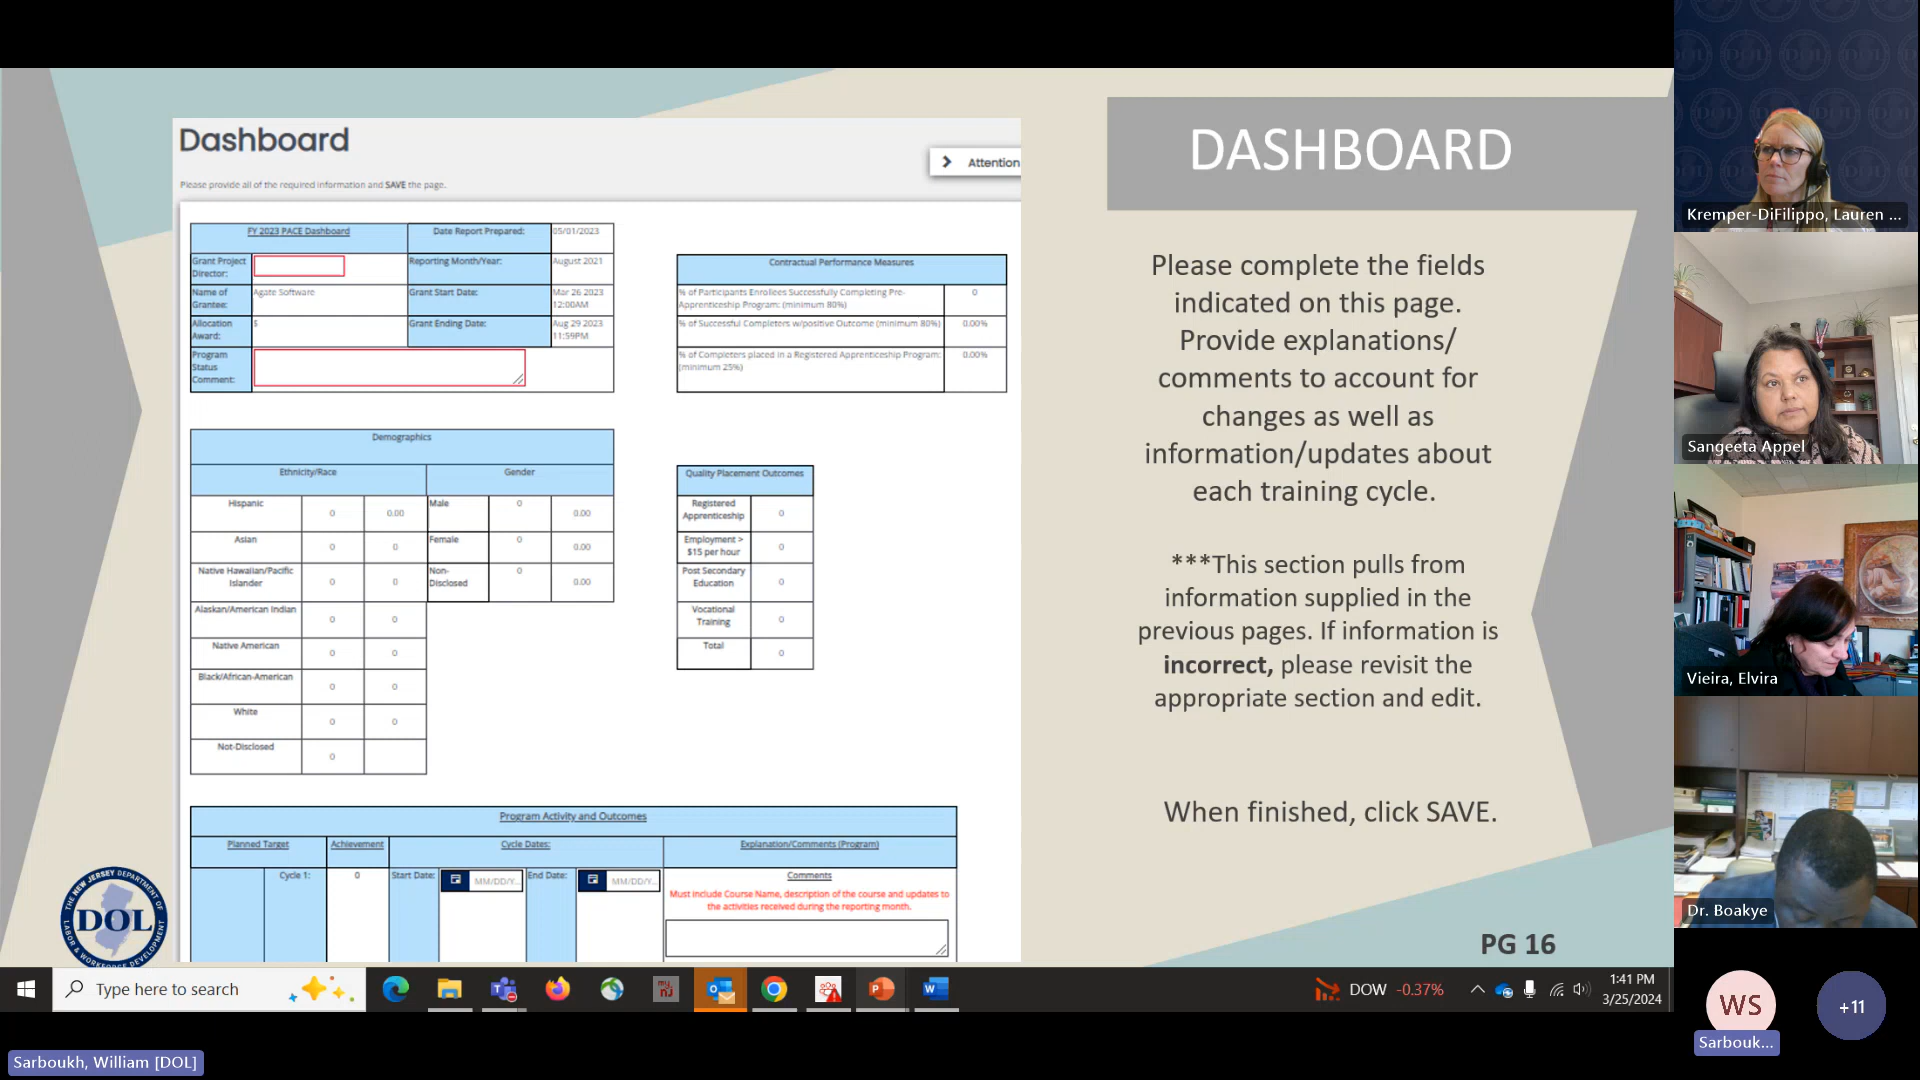 Dashboard
Attention
Please provide all of the required information and SAVE the page.
FY 2023 PACE Dashboard
Date Report Prepared:
05/01/2023
Grant Project
Director:
Reporting Month/Year:
August 2021
Name of
Grantee:
Agate Software
Grant Start Date:
Mar 26 2023
12:00AM
Allocation
Award:
$
Grant Ending Date:
Aug 29 2023
11:59PM
Program
Status
Comment:
Contractual Performance Measures
% of Participants Enrollees Successfully Completing Pre-
Apprenticeship Program: (minimum 80%)
0
% of Successful Completers w/positive Outcome (minimum 80%)
0.00%
% of Completers placed in a Registered Apprenticeship Program:
(minimum 25%)
0.00%
Demographics
Ethnicity/Race
Gender
Hispanic
0
0.00
Male
0
0.00
Asian
0
0
Female
0
0.00
Native Hawaiian/Pacific
Islander
0
0
Non-
Disclosed
0
0.00
Alaskan/American Indian
0
0
Native American
0
0
Black/African-American
0
0
White
0
0
Not-Disclosed
0
Quality Placement Outcomes
Registered
Apprenticeship
0
Employment >
$15 per hour
0
Post Secondary
Education
0
Vocational
Training
0
Total
0
Program Activity and Outcomes
Planned Target
Achievement
Cycle Dates:
Explanation/Comments (Program)
Cycle 1:
0
Start Date:
MM/DD/Y...
End Date:
MM/DD/Y...
Comments
Must include Course Name, description of the course and updates to
the activities received during the reporting month.
DASHBOARD
Please complete the fields
indicated on this page.
Provide explanations/
comments to account for
changes as well as
information/updates about
each training cycle.
***This section pulls from
information supplied in the
previous pages. If information is
incorrect, please revisit the
appropriate section and edit.
When finished, click SAVE.
PG 16
THE NEW JERSEY DEPARTMENT OF
DOL
LABOR & WORKFORCE DEVELOPMENT
Type here to search
my
NJ
DOW -0.37%
1:41 PM
3/25/2024
Kremper-DiFilippo, Lauren ...
Sangeeta Appel
Vieira, Elvira
Dr. Boakye
WS
Sarbouk...
+11
Sarboukh, William [DOL]